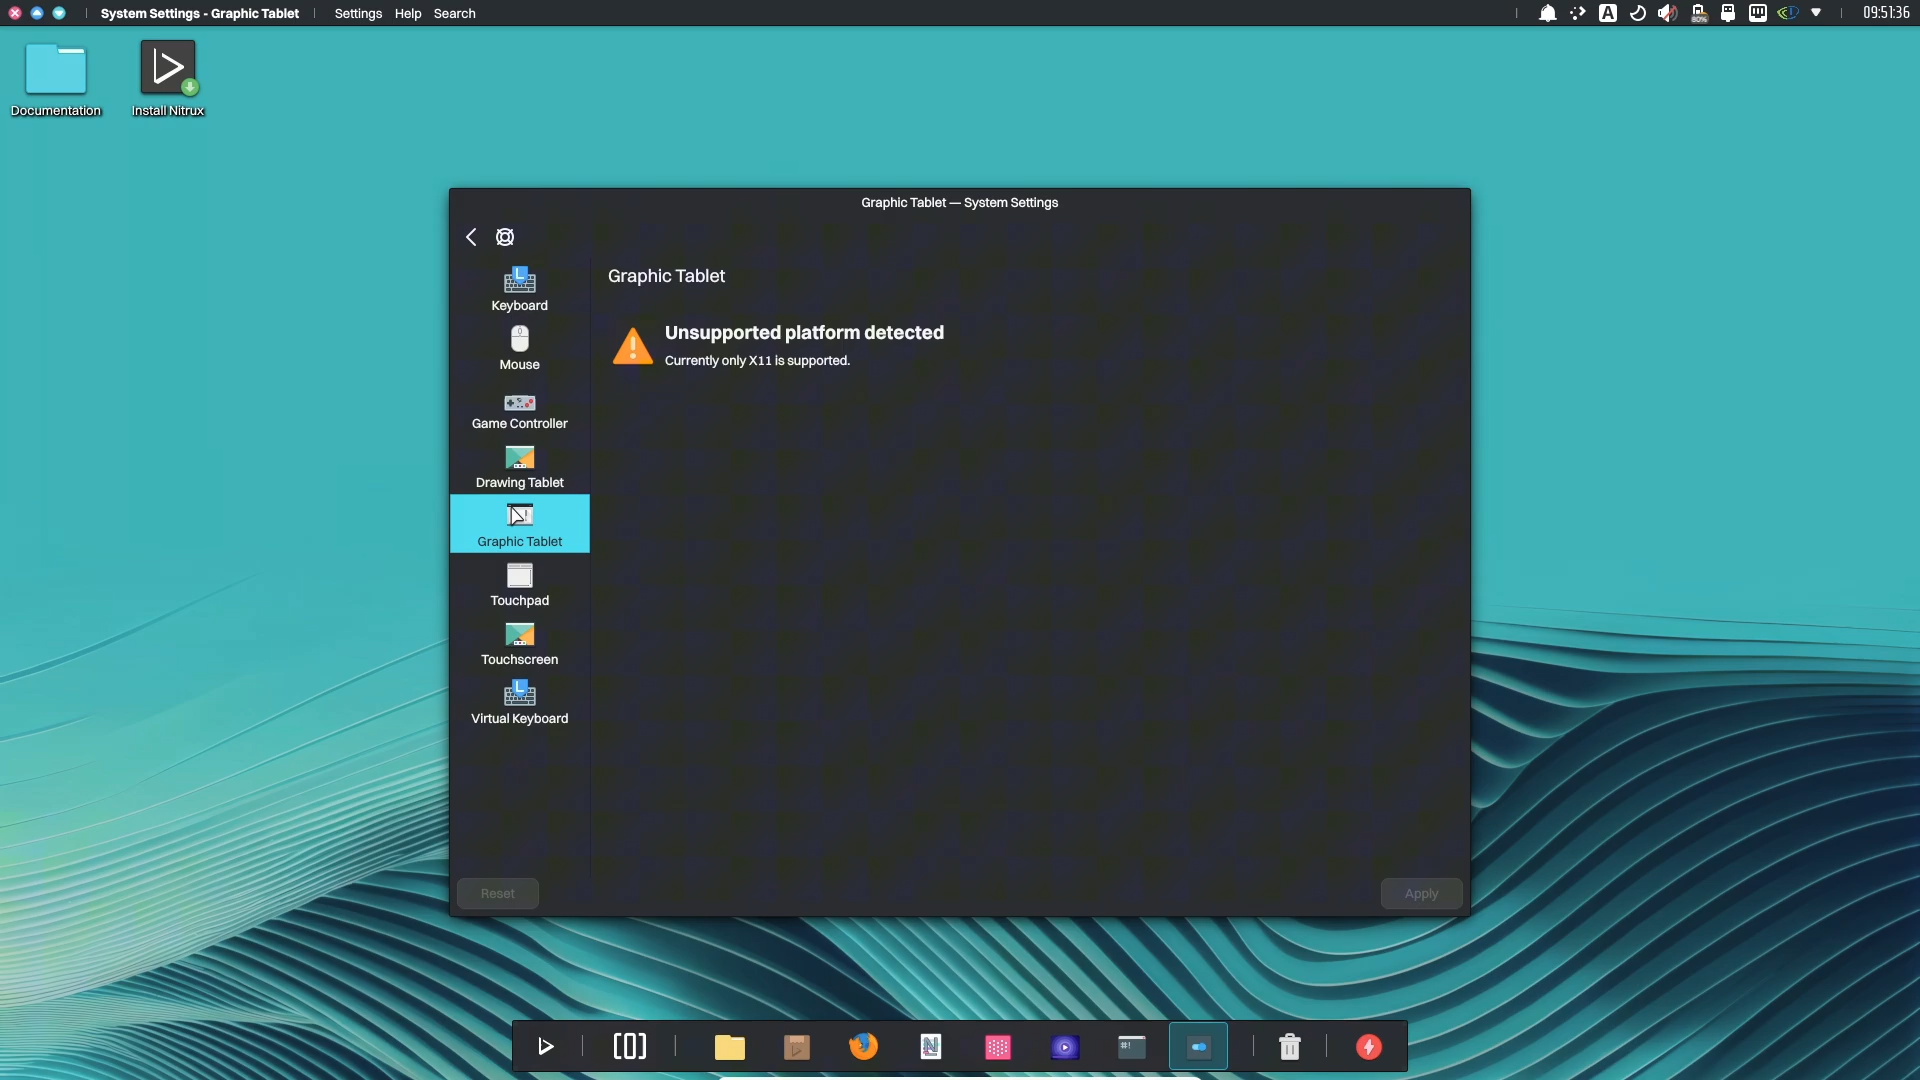 System Settings - Graphic Tablet
Settings
Help
Search
A
80%
09:51:36
Documentation
Install Nitrux
Graphic Tablet — System Settings
Keyboard
Mouse
Game Controller
Drawing Tablet
Graphic Tablet
Touchpad
Touchscreen
Virtual Keyboard
Graphic Tablet
Unsupported platform detected
Currently only X11 is supported.
Reset
Apply